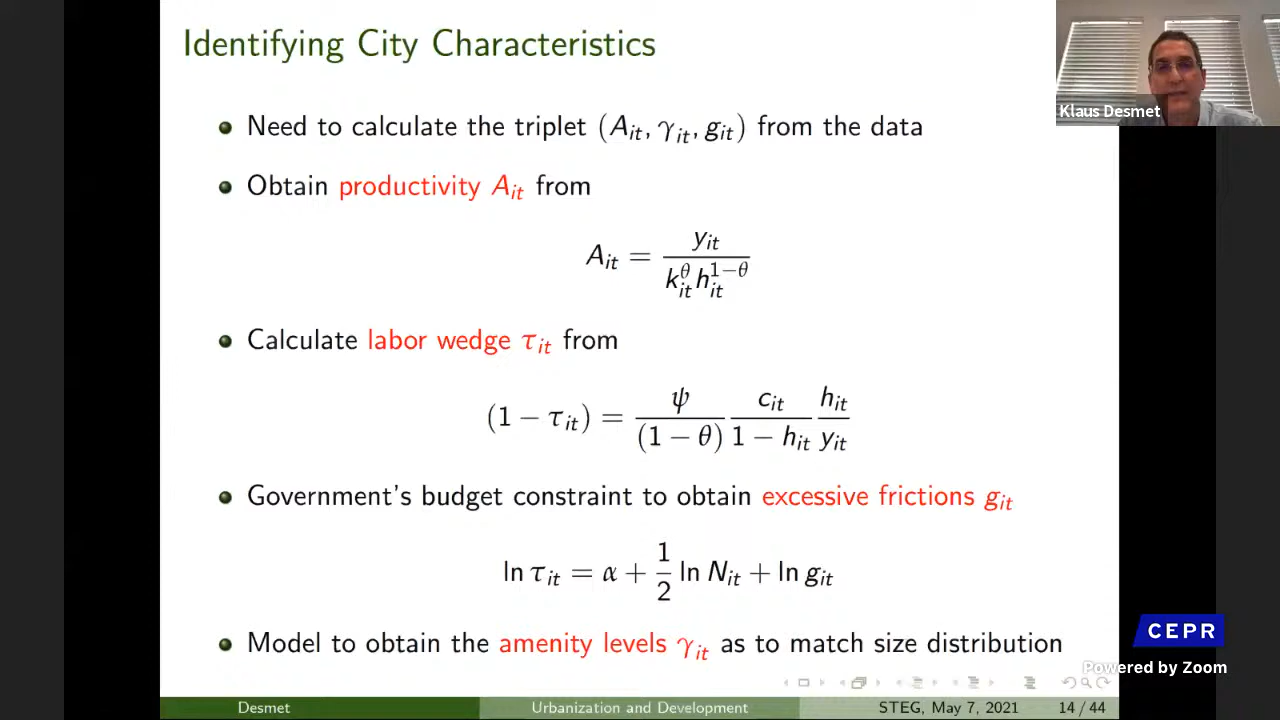 Identifying City Characteristics
Klaus Desmet
Need to calculate the triplet (A_it, γ_it, g_it) from the data
Obtain productivity A_it from
A_it = y_it / (k_it^θ h_it^{1−θ})
Calculate labor wedge τ_it from
(1 − τ_it) = ψ/(1 − θ) c_it/(1 − h_it) h_it/y_it
Government's budget constraint to obtain excessive frictions g_it
ln τ_it = α + 1/2 ln N_it + ln g_it
Model to obtain the amenity levels γ_it as to match size distribution
CEPR
Powered by Zoom
Desmet
Urbanization and Development
STEG, May 7, 2021
14 / 44